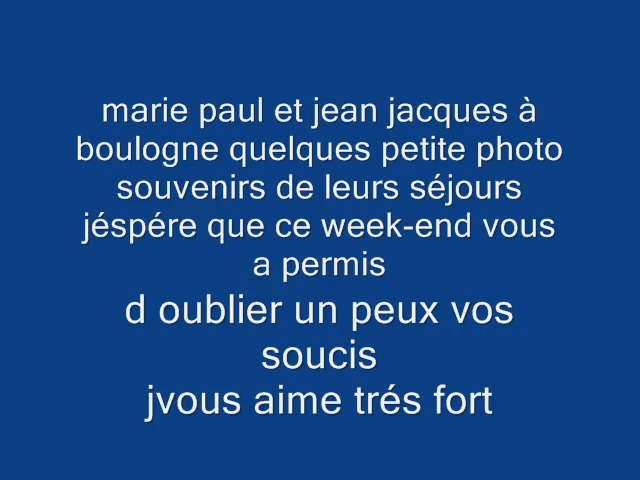 marie paul et jean jacques à
boulogne quelques petite photo
souvenirs de leurs séjours
jéspére que ce week-end vous
a permis
d oublier un peux vos
soucis
jvous aime trés fort